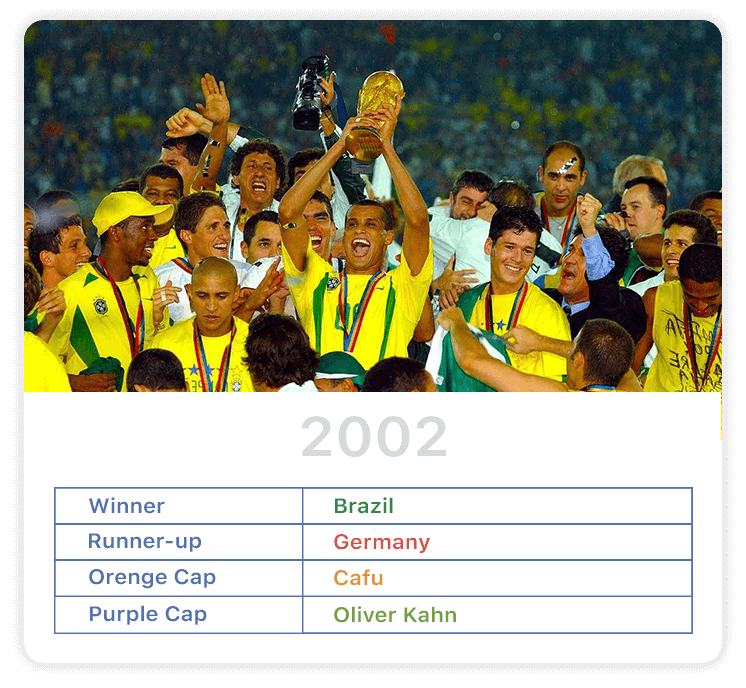 2002
Winner Brazil
Runner-up Germany
Orenge Cap Cafu
Purple Cap Oliver Kahn